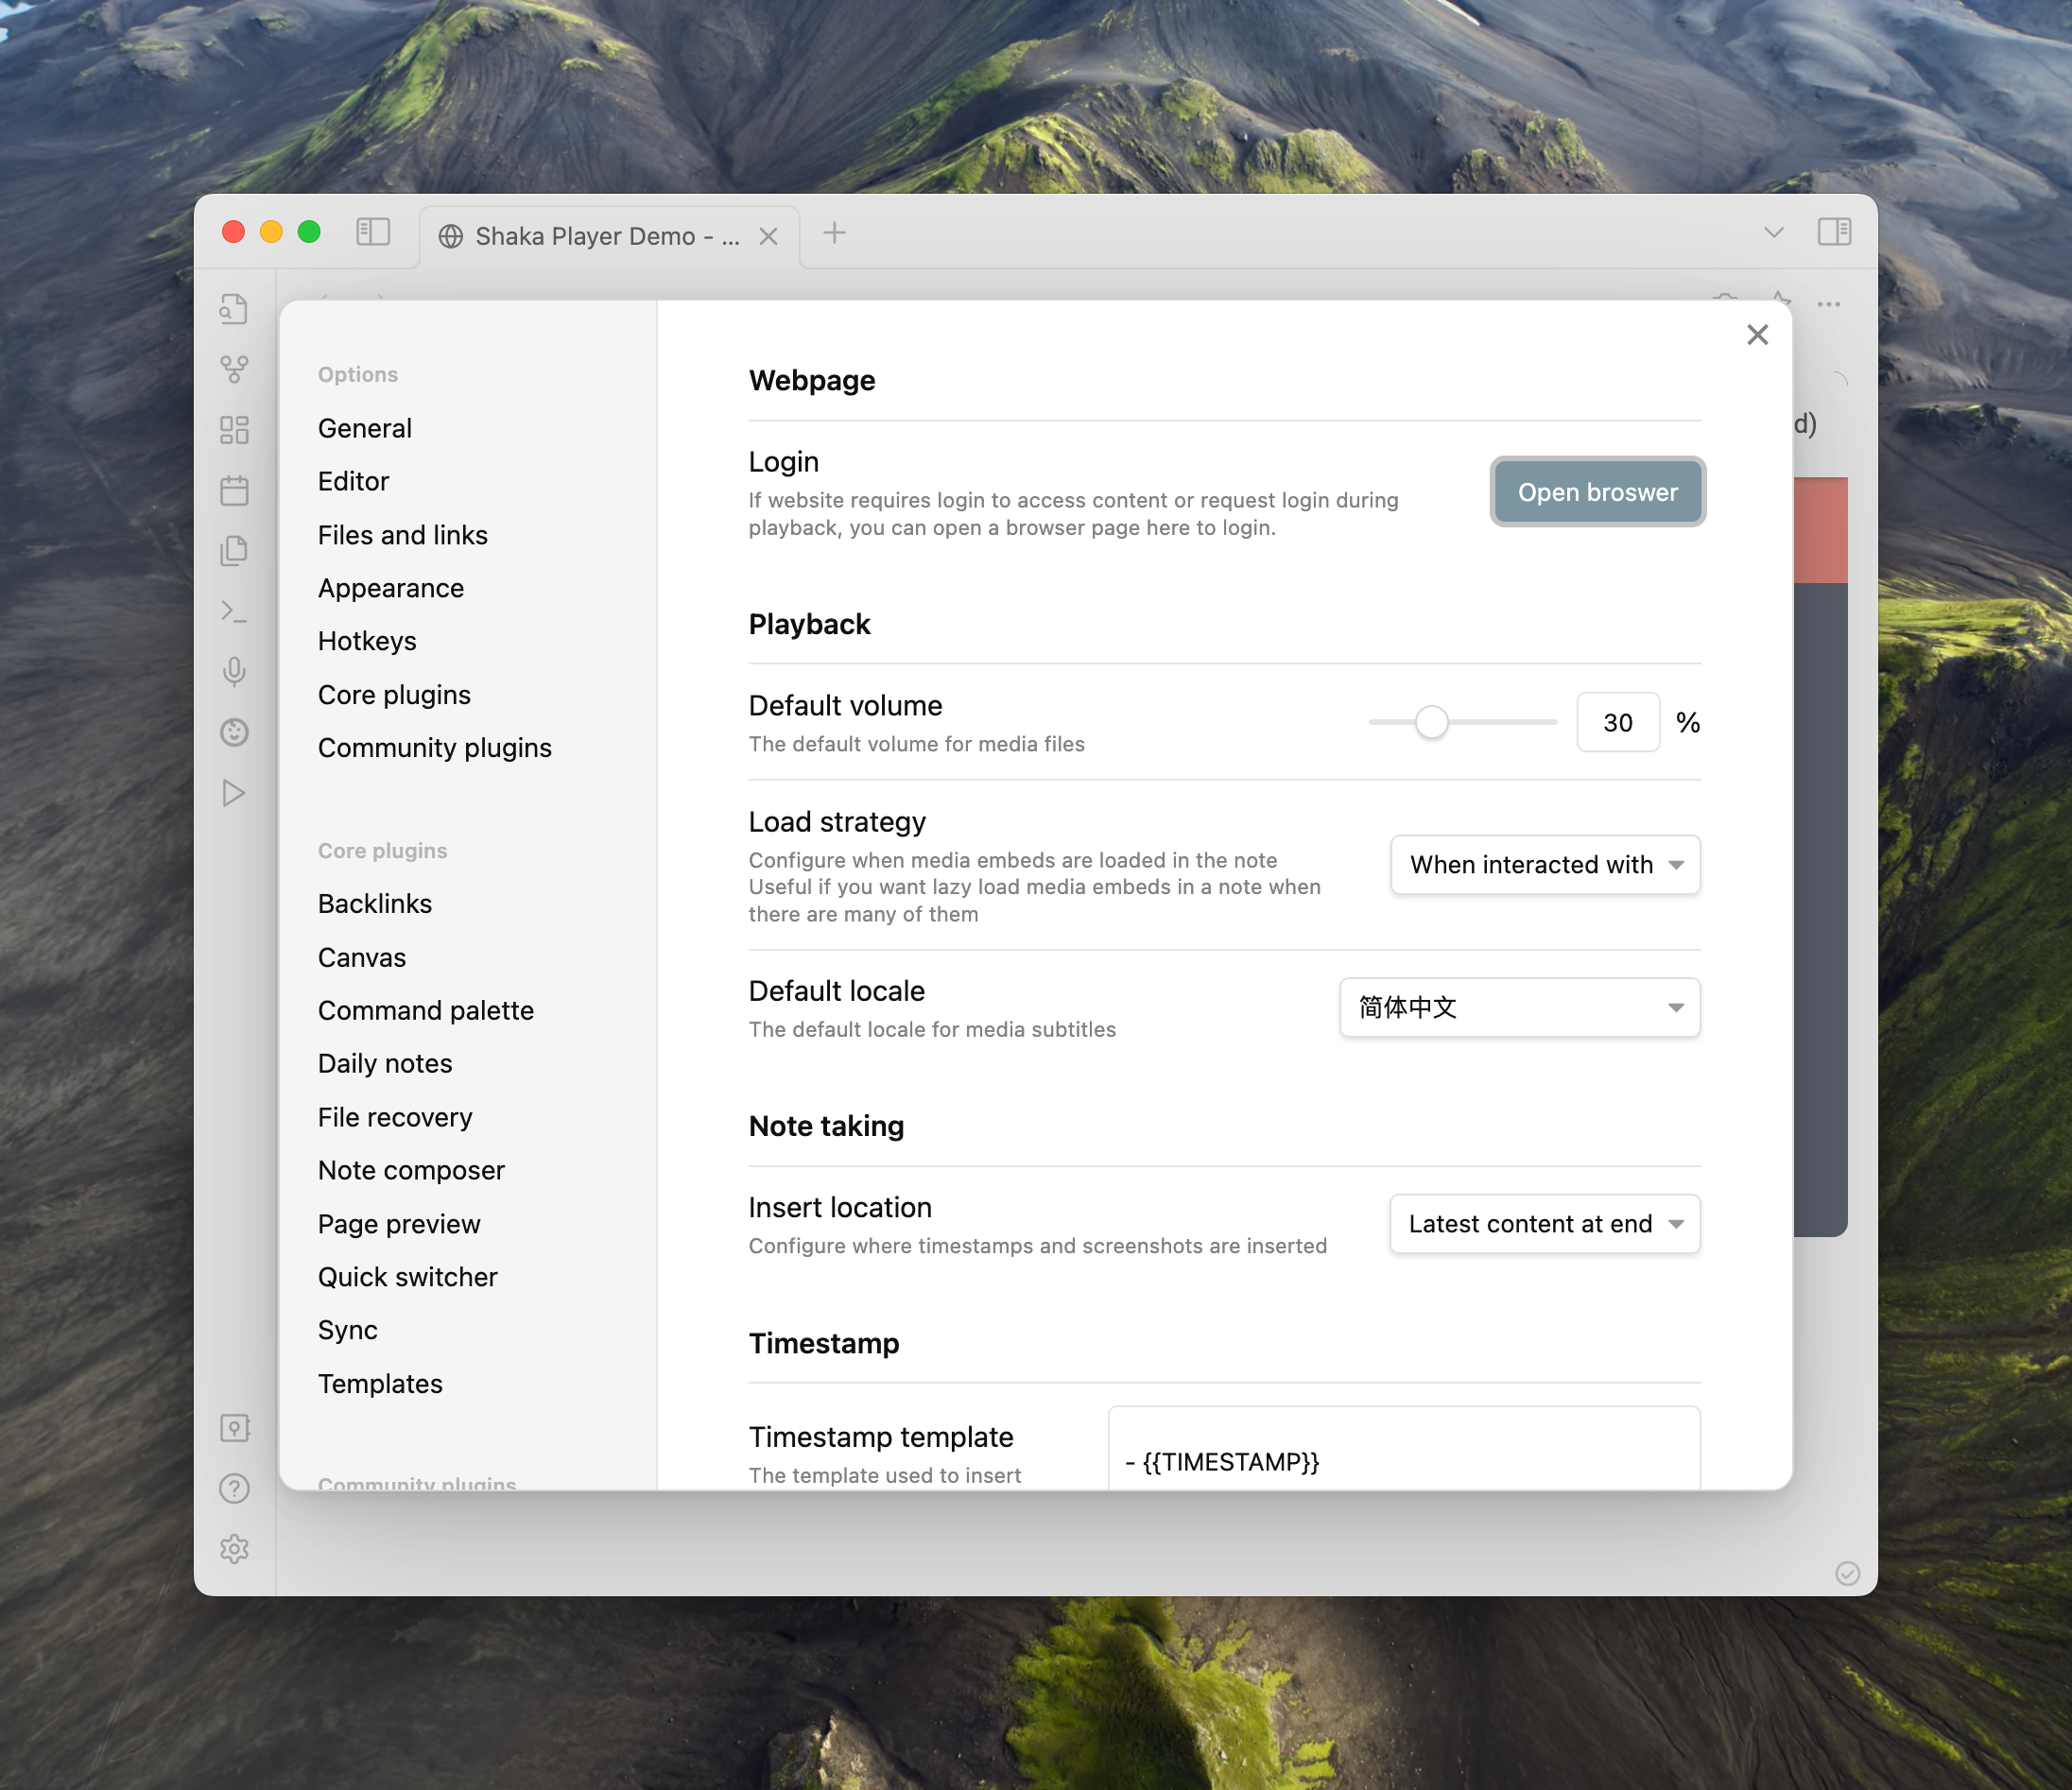 Shaka Player Demo - ...
d)
Options
General
Editor
Files and links
Appearance
Hotkeys
Core plugins
Community plugins
Core plugins
Backlinks
Canvas
Command palette
Daily notes
File recovery
Note composer
Page preview
Quick switcher
Sync
Templates
Community plugins
Webpage
Login
If website requires login to access content or request login during
playback, you can open a browser page here to login.
Open broswer
Playback
Default volume
The default volume for media files
30 %
Load strategy
Configure when media embeds are loaded in the note
Useful if you want lazy load media embeds in a note when
there are many of them
When interacted with
Default locale
The default locale for media subtitles
简体中文
Note taking
Insert location
Configure where timestamps and screenshots are inserted
Latest content at end
Timestamp
Timestamp template
The template used to insert
- {{TIMESTAMP}}